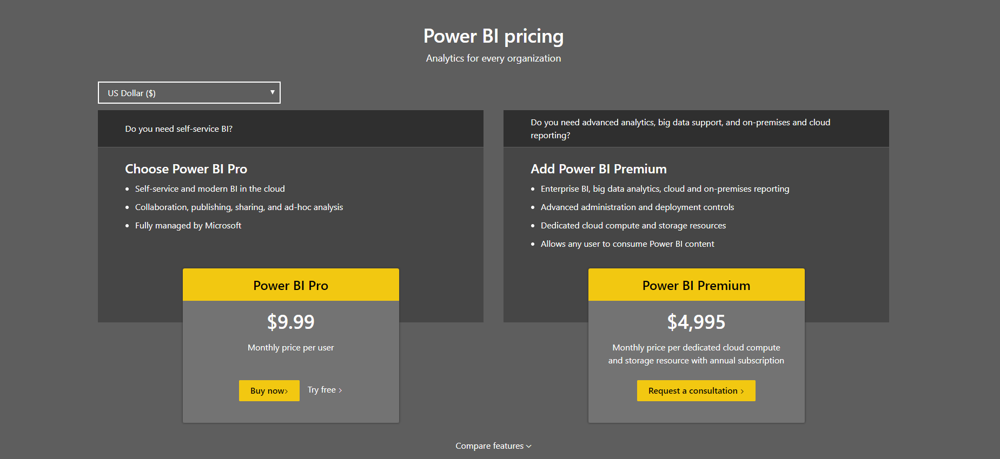 Power BI pricing
Analytics for every organization
US Dollar ($)
Do you need self-service BI?
Choose Power BI Pro
Self-service and modern BI in the cloud
Collaboration, publishing, sharing, and ad-hoc analysis
Fully managed by Microsoft
Power BI Pro
$9.99
Monthly price per user
Buy now›
Try free ›
Do you need advanced analytics, big data support, and on-premises and cloud
reporting?
Add Power BI Premium
Enterprise BI, big data analytics, cloud and on-premises reporting
Advanced administration and deployment controls
Dedicated cloud compute and storage resources
Allows any user to consume Power BI content
Power BI Premium
$4,995
Monthly price per dedicated cloud compute
and storage resource with annual subscription
Request a consultation ›
Compare features